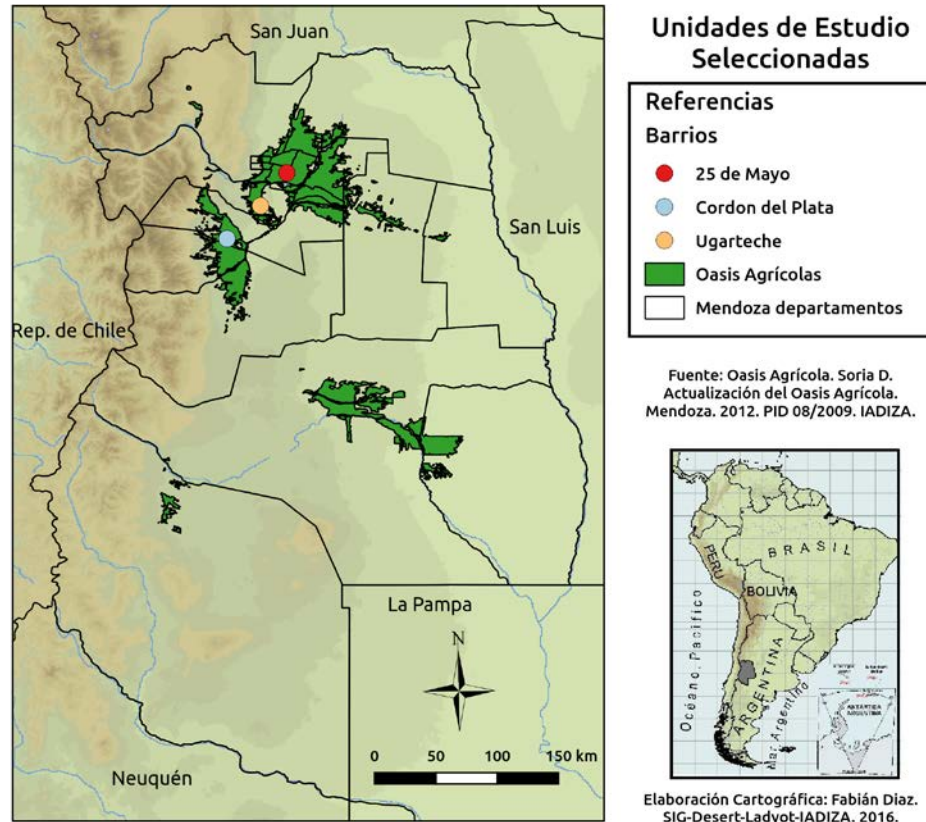 San Juan
San Luis
Rep. de Chile
La Pampa
N
0 50 100 150 km
Neuquén
Unidades de Estudio
Seleccionadas
Referencias
Barrios
25 de Mayo
Cordon del Plata
Ugarteche
Oasis Agrícolas
Mendoza departamentos
Fuente: Oasis Agrícola. Soria D.
Actualización del Oasis Agrícola.
Mendoza. 2012. PID 08/2009. IADIZA.
BRASIL
PERU
BOLIVIA
Océano Pacífico
ARGENTINA
Mar Argentino
ANTÁRTICA
ARGENTINA
Elaboración Cartográfica: Fabián Diaz.
SIG-Desert-Ladyot-IADIZA. 2016.